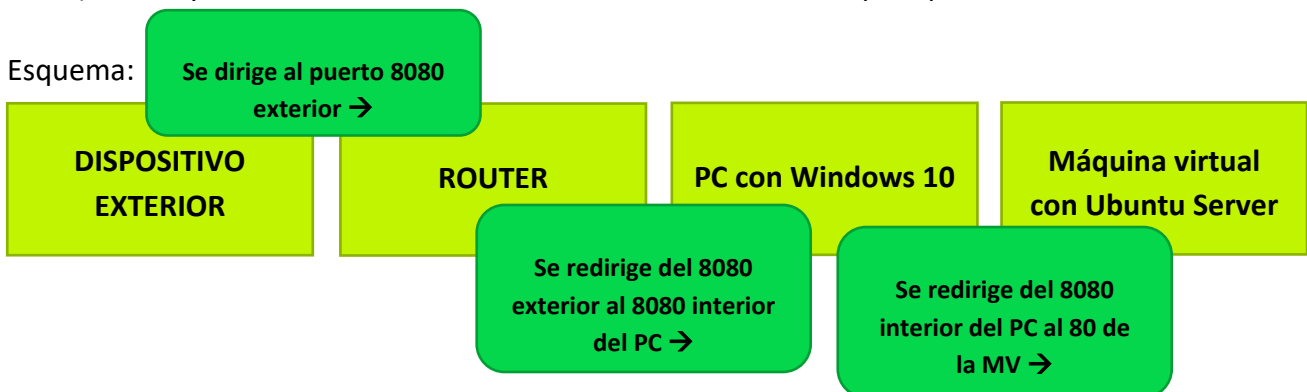 Esquema:
Se dirige al puerto 8080
exterior →
DISPOSITIVO
EXTERIOR
ROUTER
PC con Windows 10
Máquina virtual
con Ubuntu Server
Se redirige del 8080
exterior al 8080 interior
del PC →
Se redirige del 8080
interior del PC al 80 de
la MV →